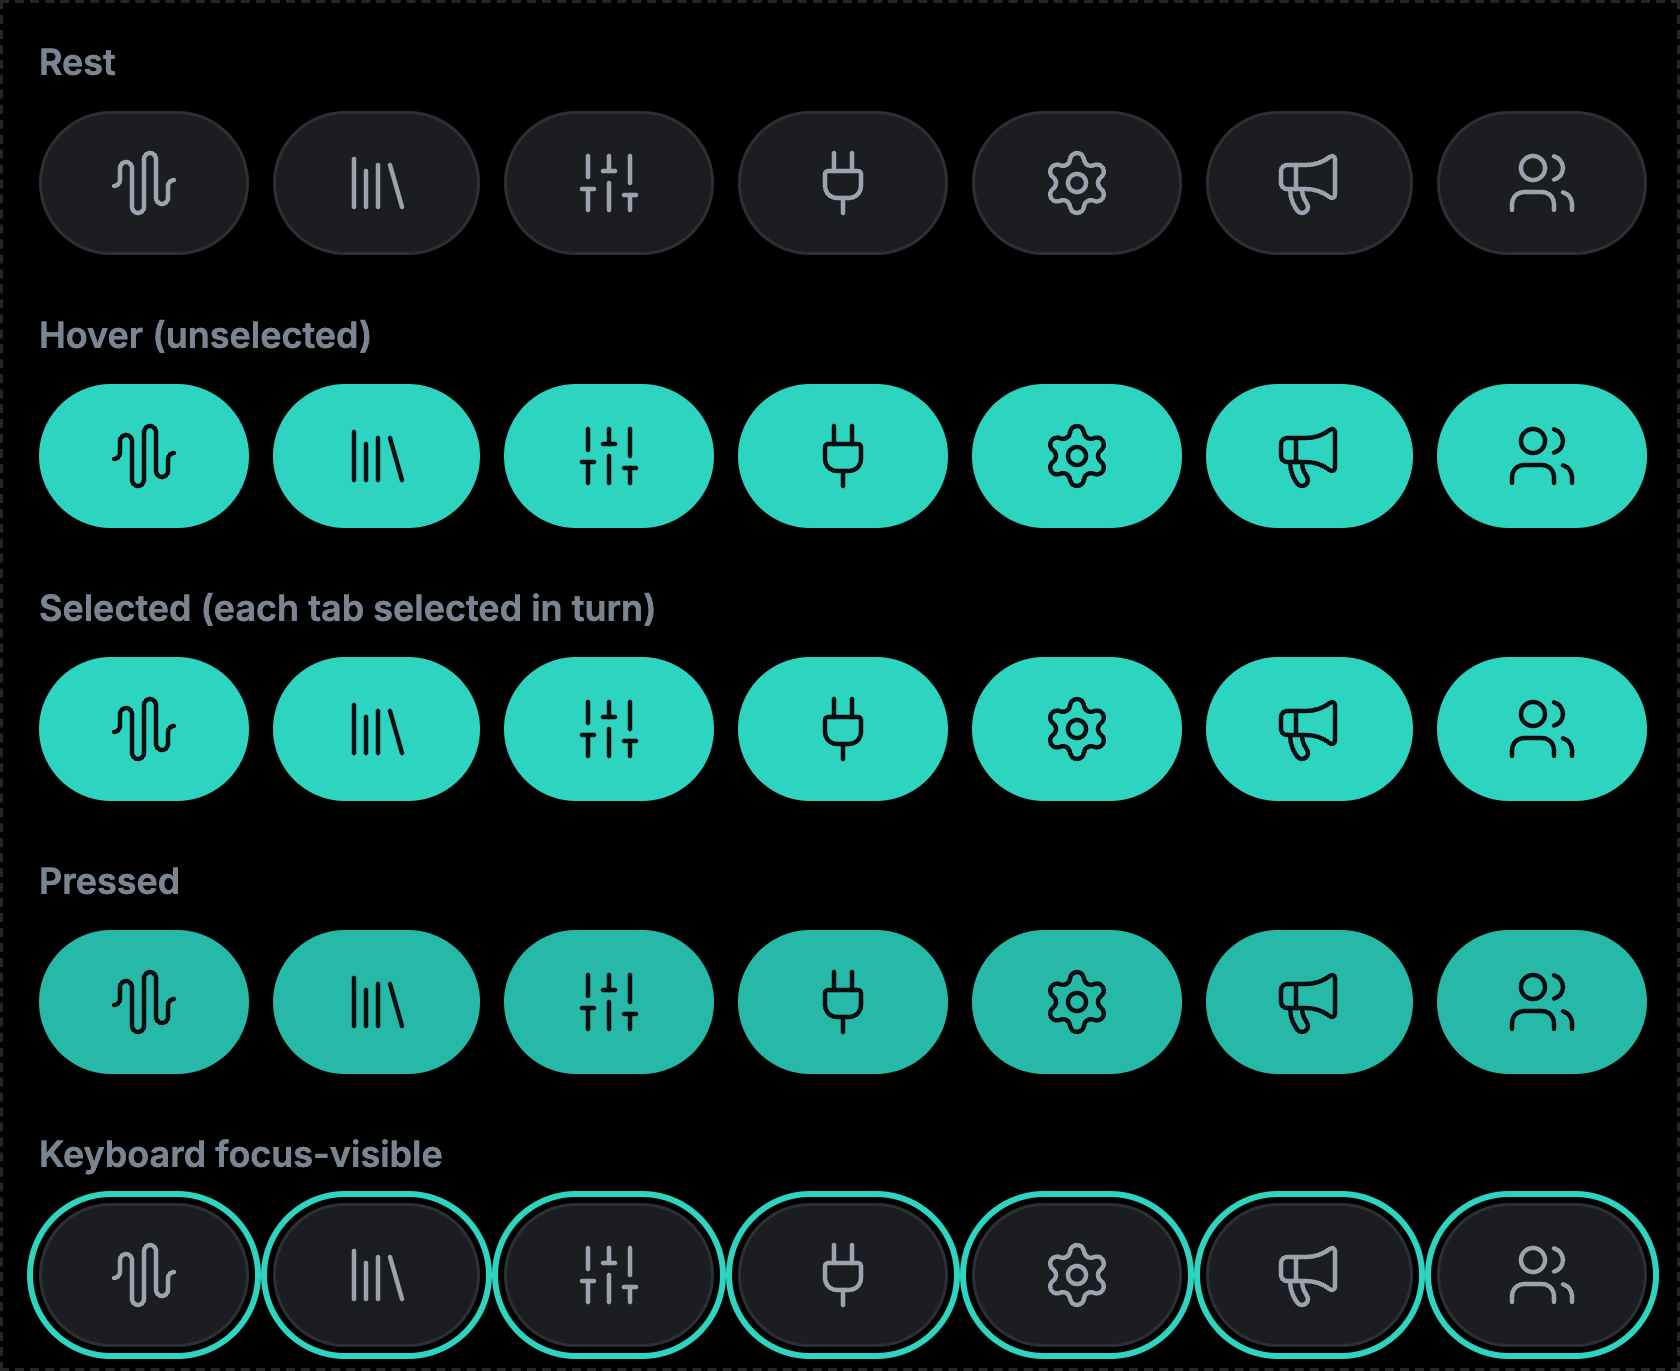 Rest
Hover (unselected)
Selected (each tab selected in turn)
Pressed
Keyboard focus-visible